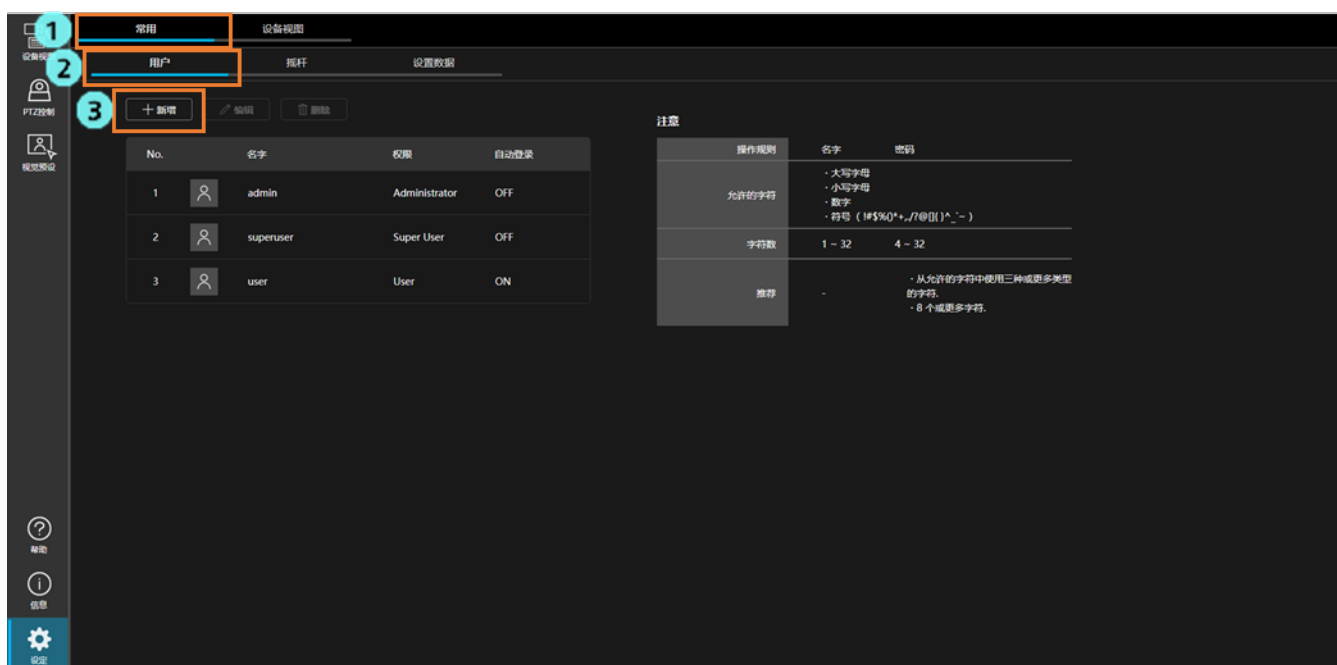 1
常用
设备视图
设备视
2
用户
摇杆
设置数据
PTZ控制
3
新增
编辑
删除
视觉预设
No.
名字
权限
自动登录
1
admin
Administrator
OFF
2
superuser
Super User
OFF
3
user
User
ON
注意
操作规则
名字
密码
允许的字符
· 大写字母
· 小写字母
· 数字
字符数
1 ~ 32
4 ~ 32
推荐
-
· 从允许的字符中使用三种或更多类型
的字符.
· 8 个或更多字符.
帮助
信息
设定